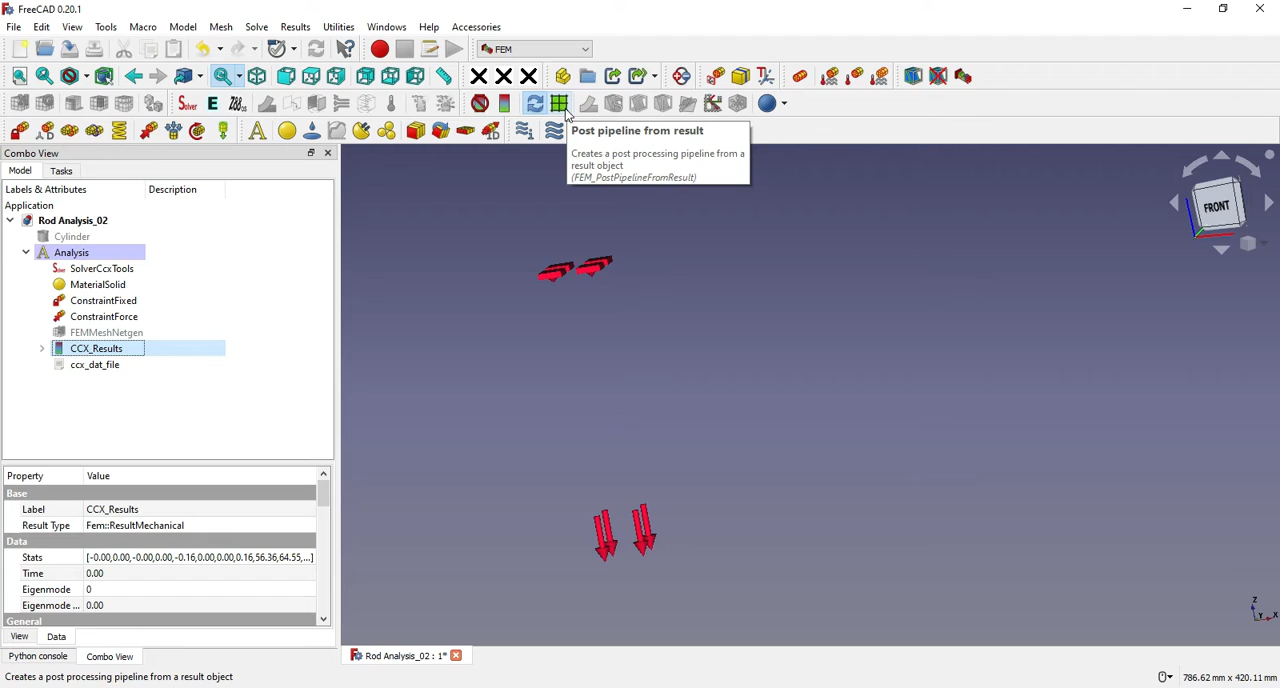 FreeCAD 0.20.1
File Edit View Tools Macro Model Mesh Solve Results Utilities Windows Help Accessories
FEM
Solver E Z88
Combo View
Model Tasks
Post pipeline from result
Creates a post processing pipeline from a
result object
(FEM_PostPipelineFromResult)
Labels & Attributes Description
Application
Rod Analysis_02
Cylinder
Analysis
SolverCcxTools
MaterialSolid
ConstraintFixed
ConstraintForce
FEMMeshNetgen
CCX_Results
ccx_dat_file
FRONT
Property Value
Base
Label CCX_Results
Result Type Fem::ResultMechanical
Data
Stats [-0.00,0.00,-0.00,0.00,-0.16,0.00,0.00,0.16,56.36,64.55,...]
Time 0.00
Eigenmode 0
Eigenmode ... 0.00
General
View Data
Z
Y X
Python console Combo View
Rod Analysis_02 : 1*
Creates a post processing pipeline from a result object
786.62 mm x 420.11 mm